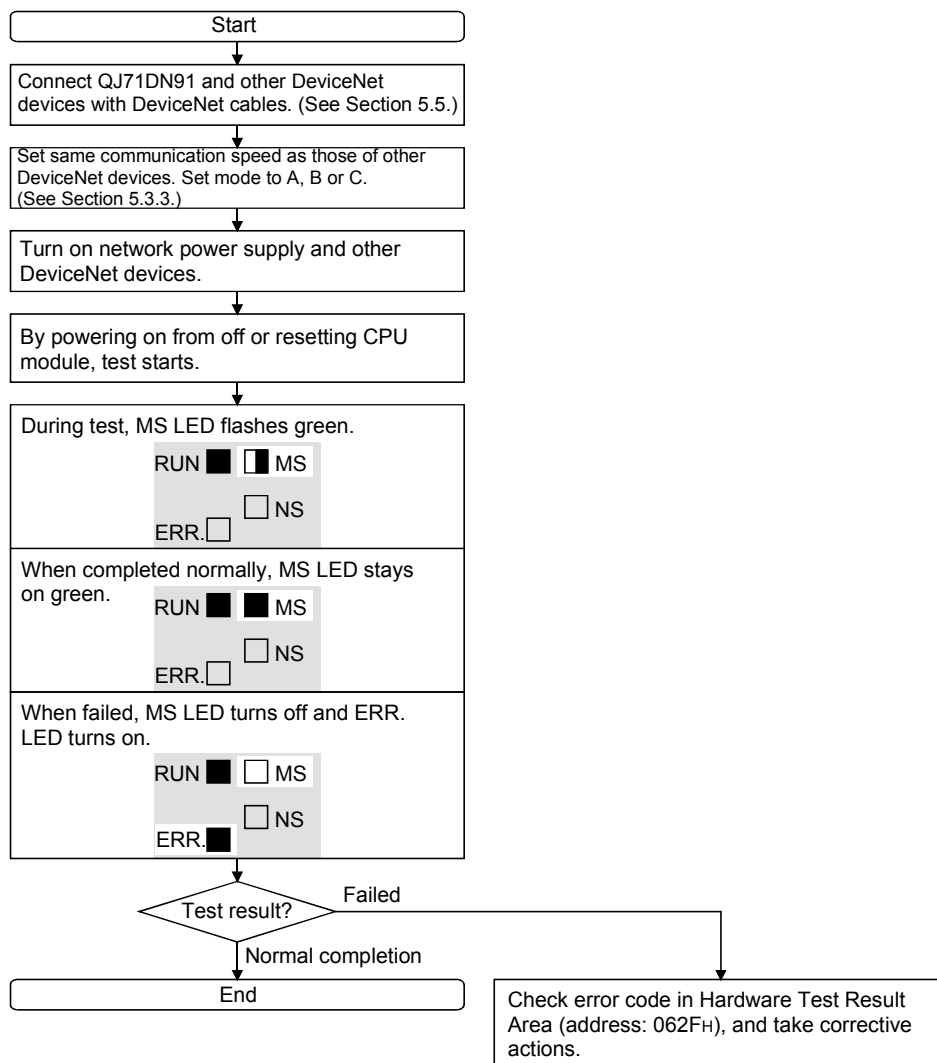 Start
Connect QJ71DN91 and other DeviceNet
devices with DeviceNet cables. (See Section 5.5.)
Set same communication speed as those of other
DeviceNet devices. Set mode to A, B or C.
(See Section 5.3.3.)
Turn on network power supply and other
DeviceNet devices.
By powering on from off or resetting CPU
module, test starts.
During test, MS LED flashes green.
RUN MS
NS
ERR.
When completed normally, MS LED stays
on green.
RUN MS
NS
ERR.
When failed, MS LED turns off and ERR.
LED turns on.
RUN MS
NS
ERR.
Test result?
Failed
Normal completion
End
Check error code in Hardware Test Result
Area (address: 062FH), and take corrective
actions.